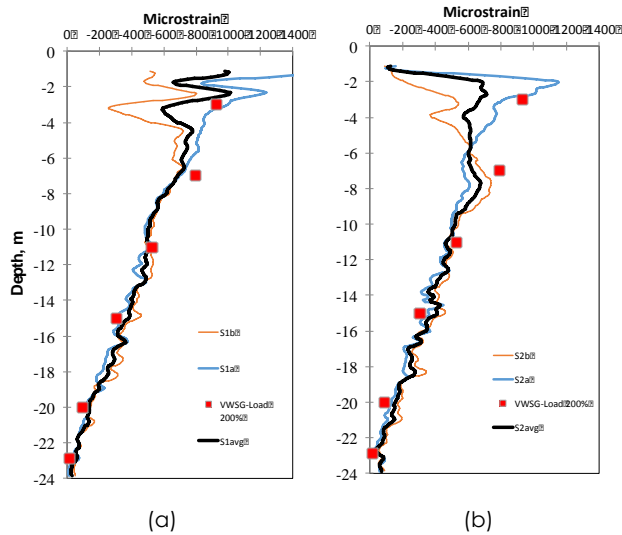 Microstrain
0 -200 -400 -600 -800 -1000 -1200 -1400
0
-2
-4
-6
-8
-10
-12
-14
-16
-18
-20
-22
-24
Depth, m
S1b
S1a
VWSG-Load
200%
S1avg
(a)
Microstrain
0 -200 -400 -600 -800 -1000 -1200 -1400
0
-2
-4
-6
-8
-10
-12
-14
-16
-18
-20
-22
-24
S2b
S2a
VWSG-Load 200%
S2avg
(b)